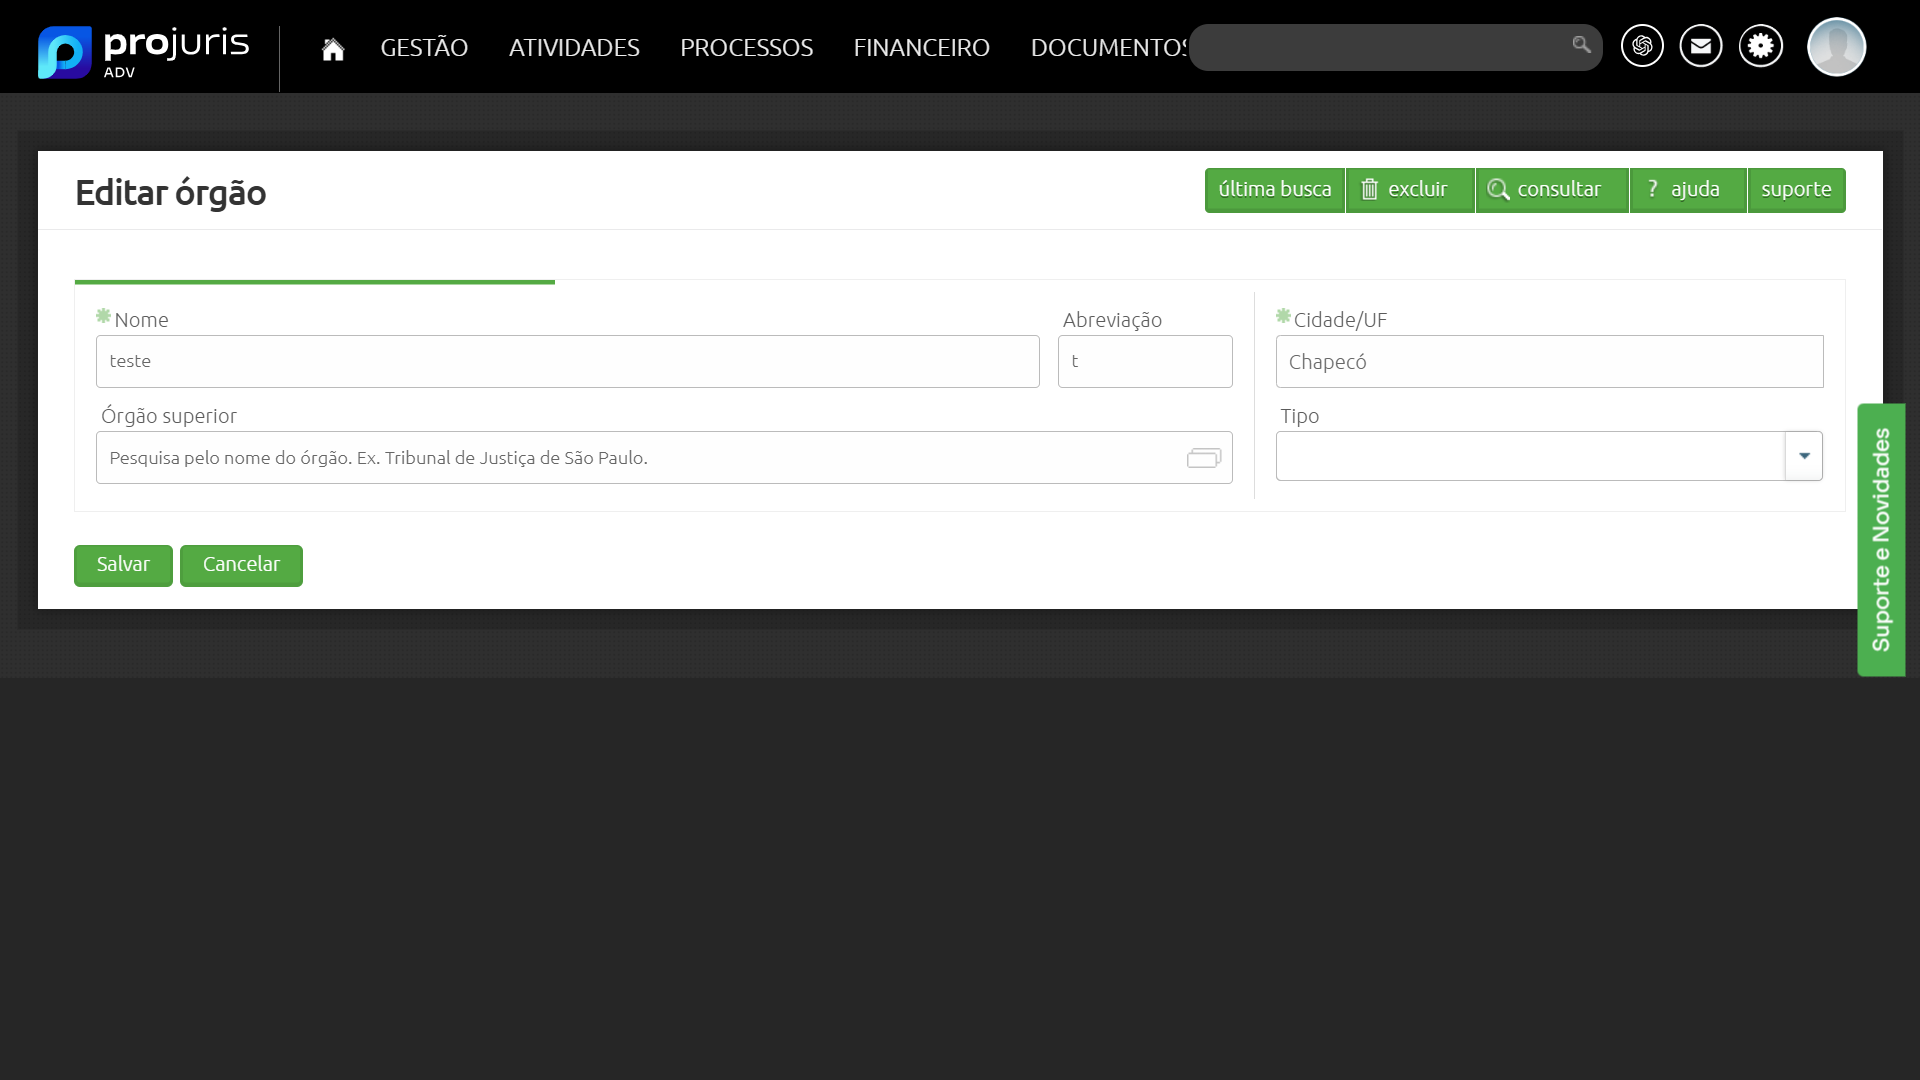 projuris
ADV
GESTÃO ATIVIDADES PROCESSOS FINANCEIRO DOCUMENTOS
Editar órgão
última busca excluir consultar ? ajuda suporte
Nome
teste
Abreviação
t
Órgão superior
Pesquisa pelo nome do órgão. Ex. Tribunal de Justiça de São Paulo.
Cidade/UF
Chapecó
Tipo
Salvar Cancelar
Suporte e Novidades